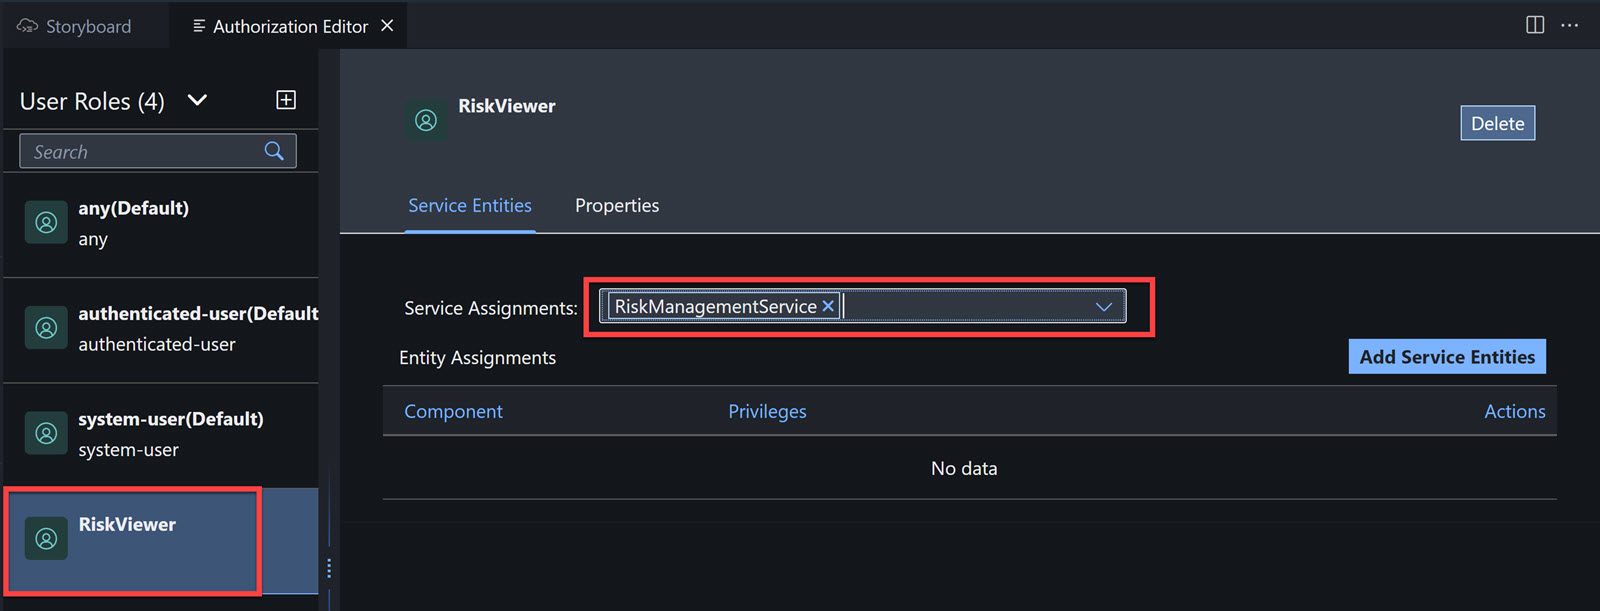 Storyboard
Authorization Editor
User Roles (4)
Search
any(Default)
any
authenticated-user(Default
authenticated-user
system-user(Default)
system-user
RiskViewer
RiskViewer
Delete
Service Entities
Properties
Service Assignments: RiskManagementService
Entity Assignments
Add Service Entities
Component Privileges Actions
No data